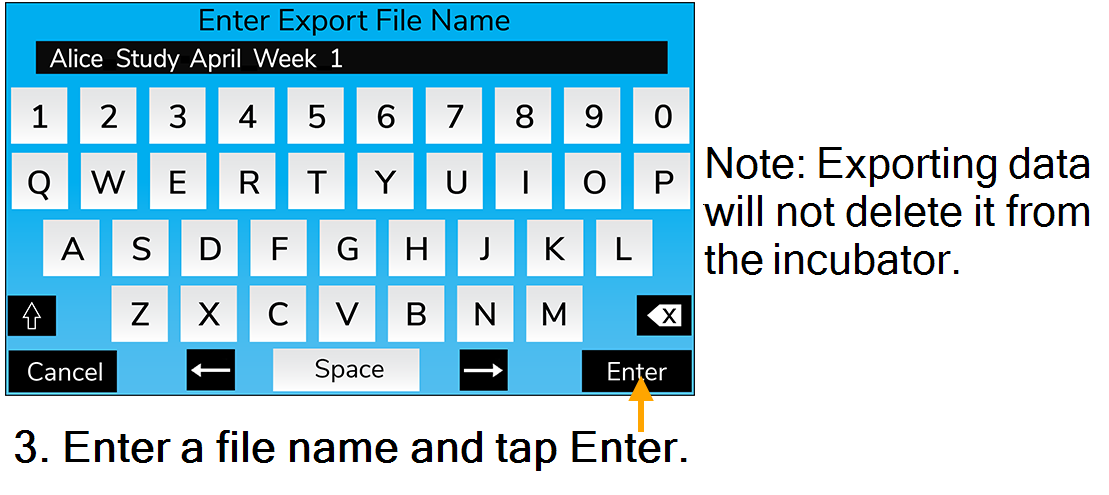 Enter Export File Name
Alice Study April Week 1
1 2 3 4 5 6 7 8 9 0
Q W E R T Y U I O P
A S D F G H J K L
Z X C V B N M X
Cancel Space Enter
Note: Exporting data
will not delete it from
the incubator.
3. Enter a file name and tap Enter.